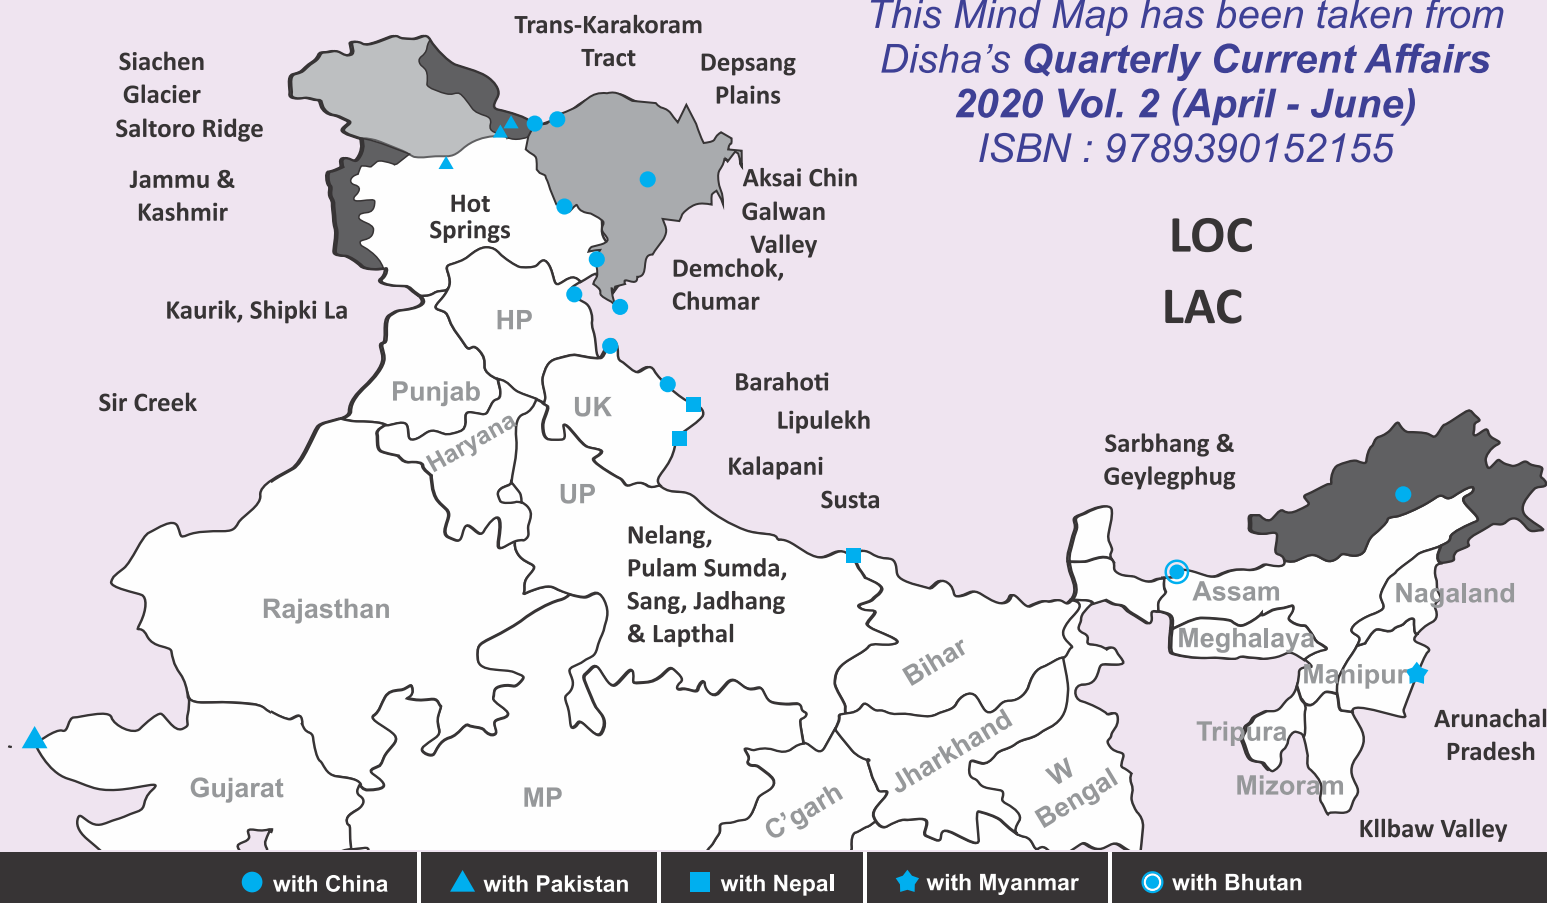 This Mind Map has been taken from
Disha's Quarterly Current Affairs
2020 Vol. 2 (April - June)
ISBN : 9789390152155
Trans-Karakoram
Tract
Siachen
Glacier
Saltoro Ridge
Depsang
Plains
Jammu &
Kashmir
Hot
Springs
Aksai Chin
Galwan
Valley
LOC
LAC
Demchok,
Chumar
Kaurik, Shipki La
HP
Punjab
Sir Creek
UK
Barahoti
Lipulekh
Haryana
Kalapani
Susta
UP
Sarbhang &
Geylegphug
Nelang,
Pulam Sumda,
Sang, Jadhang
& Lapthal
Rajasthan
Assam
Nagaland
Meghalaya
Bihar
Manipur
Arunachal
Pradesh
Tripura
Jharkhand
Mizoram
W
Bengal
Gujarat
MP
C'garh
Kllbaw Valley
with China
with Pakistan
with Nepal
with Myanmar
with Bhutan